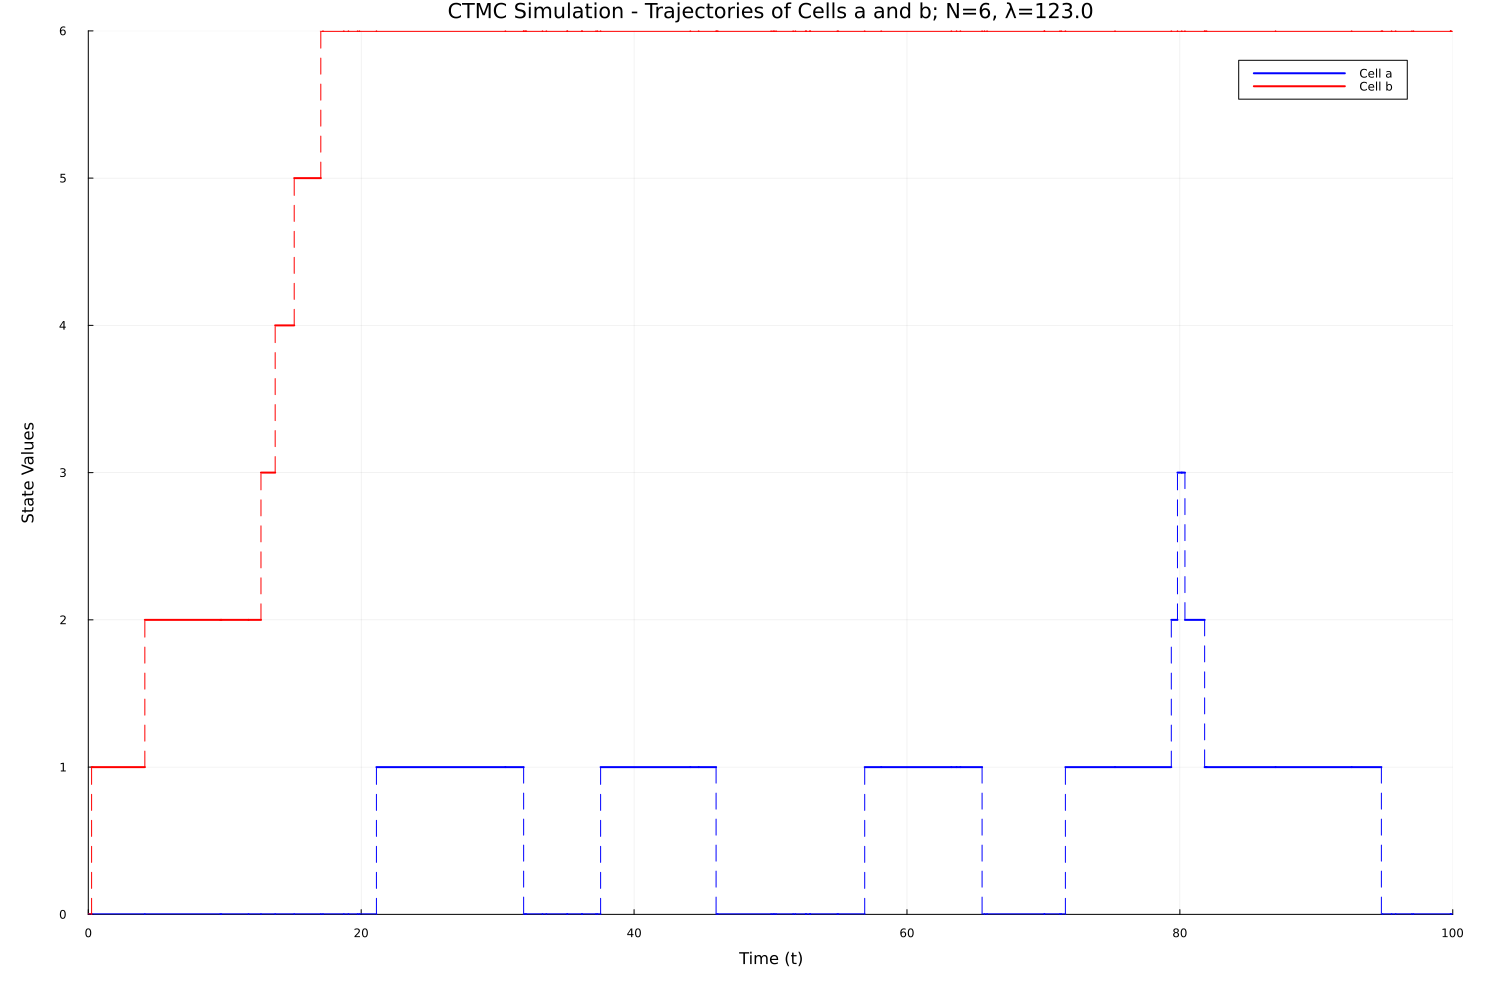 CTMC Simulation - Trajectories of Cells a and b; N=6, λ=123.0
6
Cell a
Cell b
5
4
State Values
3
2
1
0
0 20 40 60 80 100
Time (t)